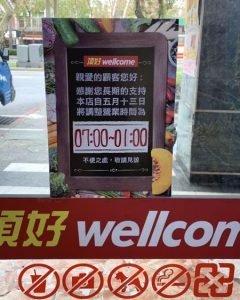 頂好 wellcome
親愛的顧客您好：
感謝您長期的支持
本店自五月十三日
將調整營業時間為
07:00~01:00
不便之處，敬請見諒
頂好 wellcom